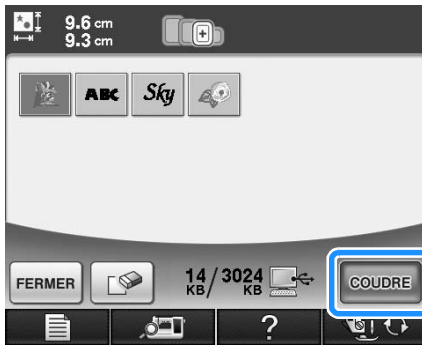 9.6 cm
9.3 cm
ABC
Sky
FERMER
14 / 3024
KB KB
COUDRE
?